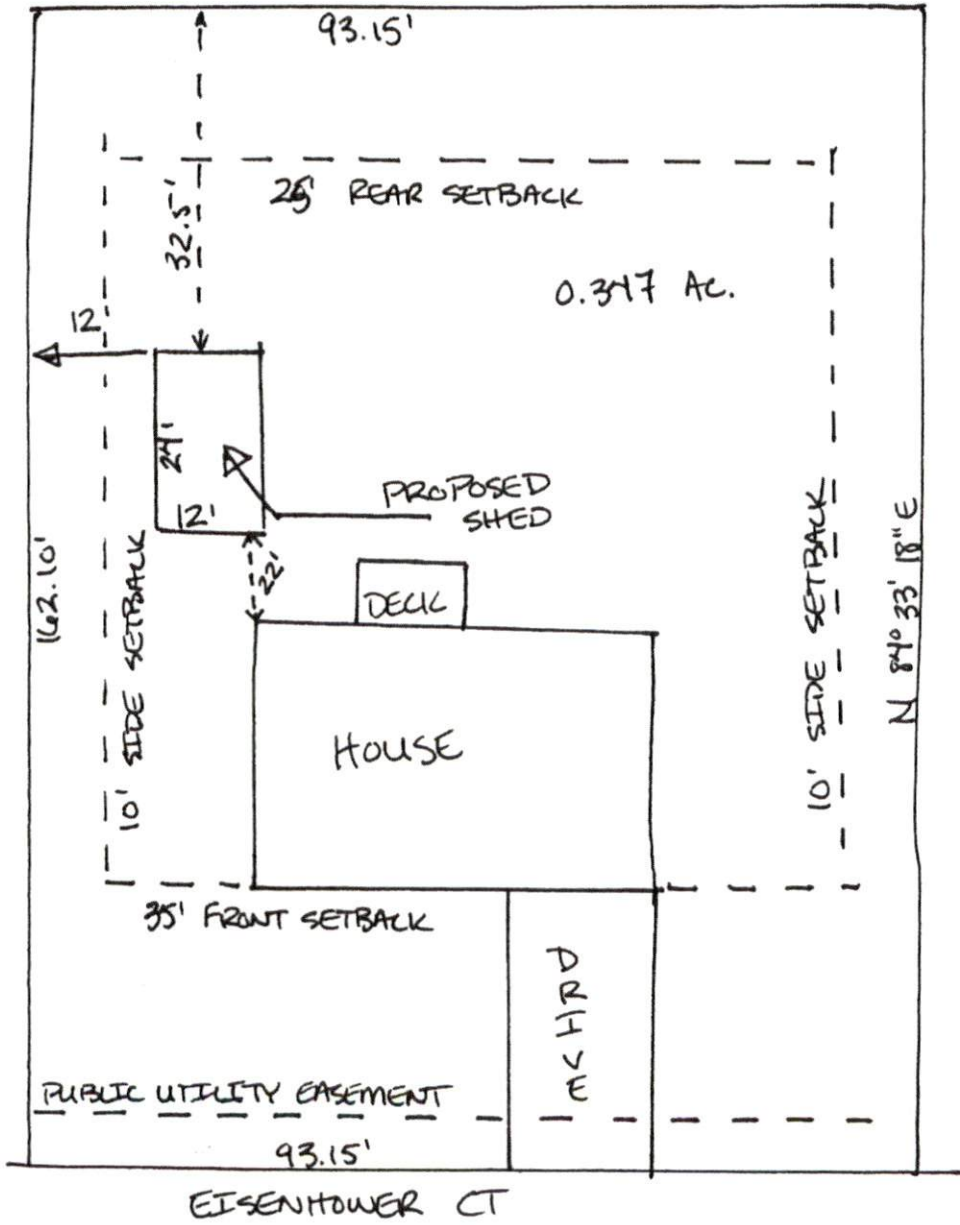 93.15'
25' REAR SETBACK
32.5'
0.347 AC.
12'
24'
PROPOSED
SHED
12'
22'
DECK
162.10'
10' SIDE SETBACK
10' SIDE SETBACK
N 84° 33' 18" E
HOUSE
35' FRONT SETBACK
DRIVE
PUBLIC UTILITY EASEMENT
93.15'
EISENHOWER CT